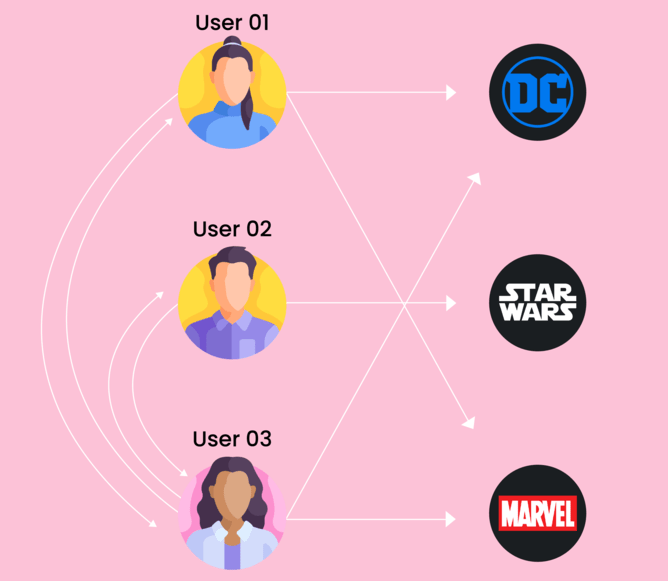 User 01
DC
User 02
STAR
WARS
User 03
MARVEL